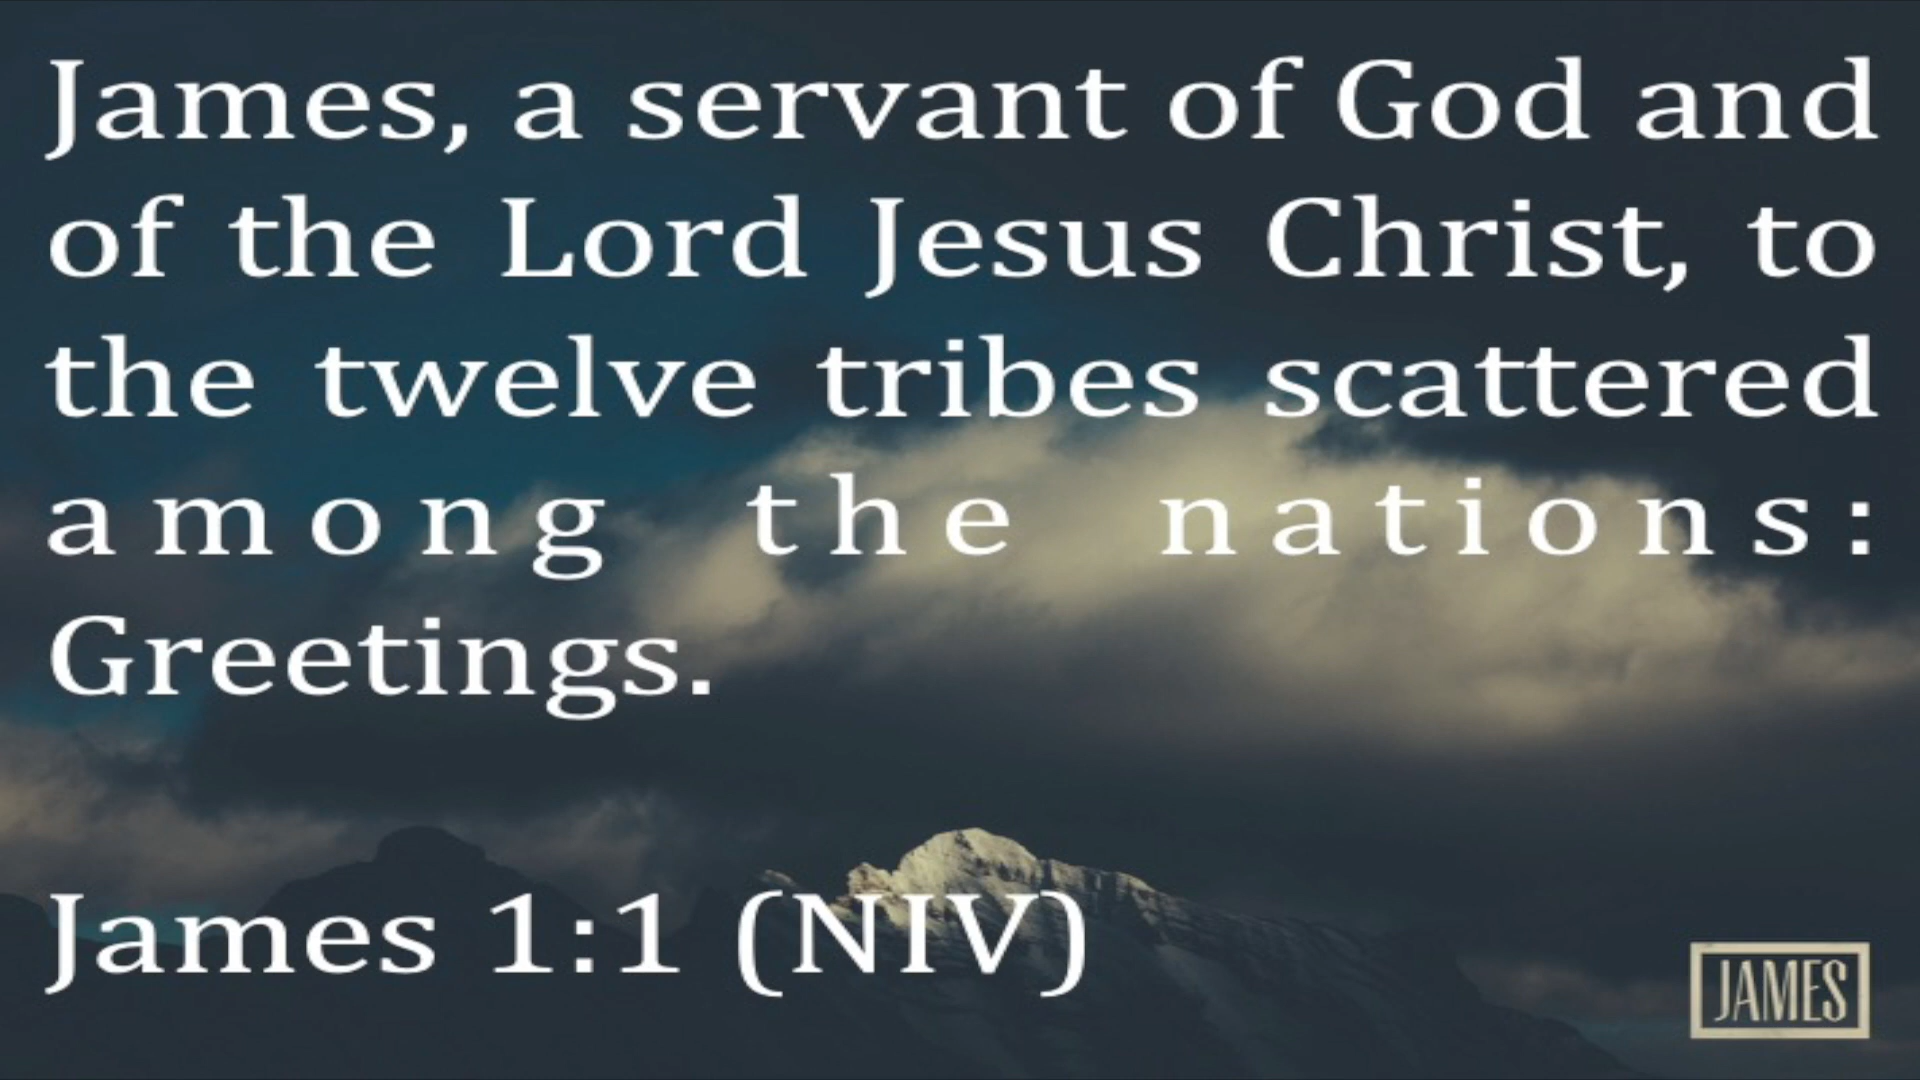 James, a servant of God and
of the Lord Jesus Christ, to
the twelve tribes scattered
among the nations:
Greetings.
James 1:1 (NIV)
JAMES